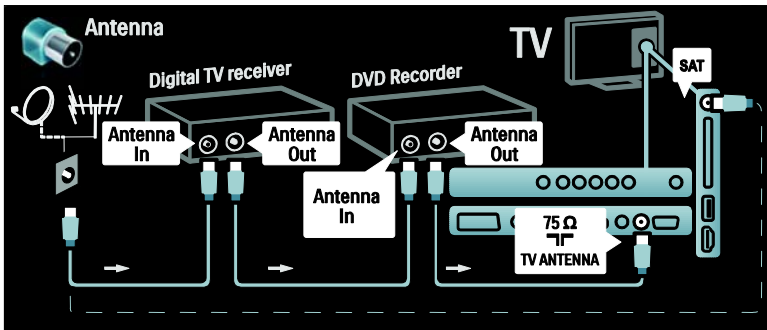 Antenna
TV
Digital TV receiver
DVD Recorder
SAT
Antenna
In
Antenna
Out
Antenna
In
Antenna
Out
75 Ω
TV ANTENNA